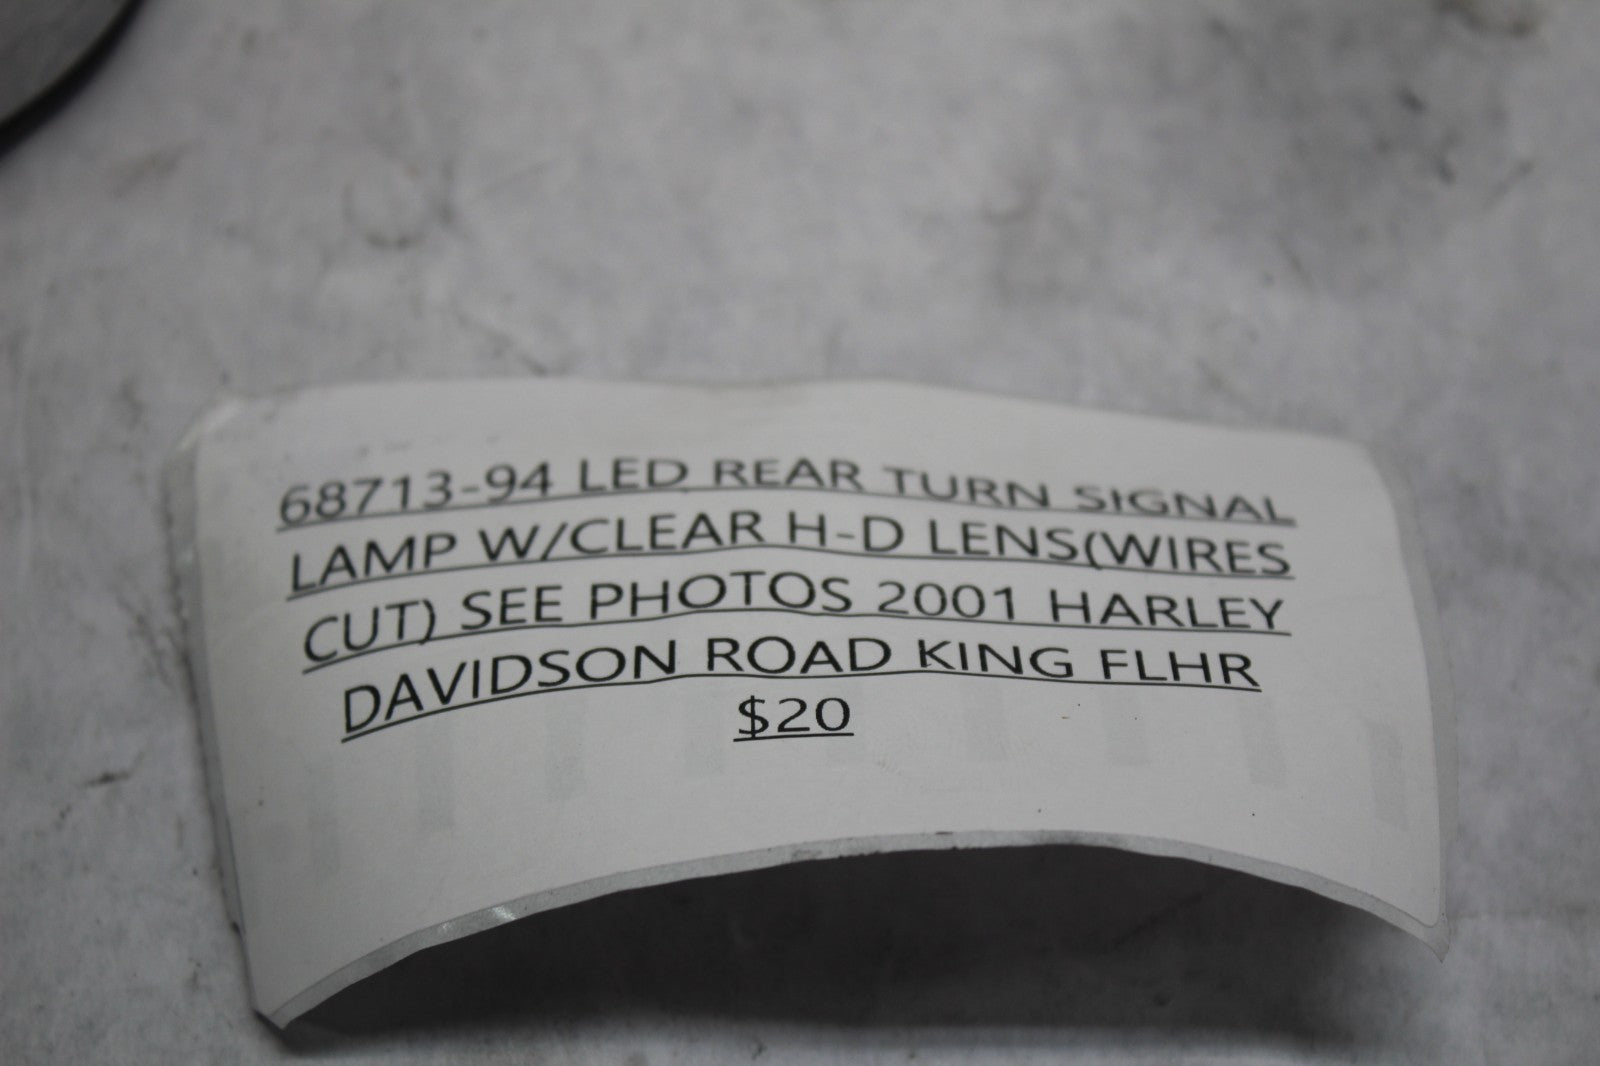 68713-94 LED REAR TURN SIGNAL
LAMP W/CLEAR H-D LENS(WIRES
CUT) SEE PHOTOS 2001 HARLEY
DAVIDSON ROAD KING FLHR
$20